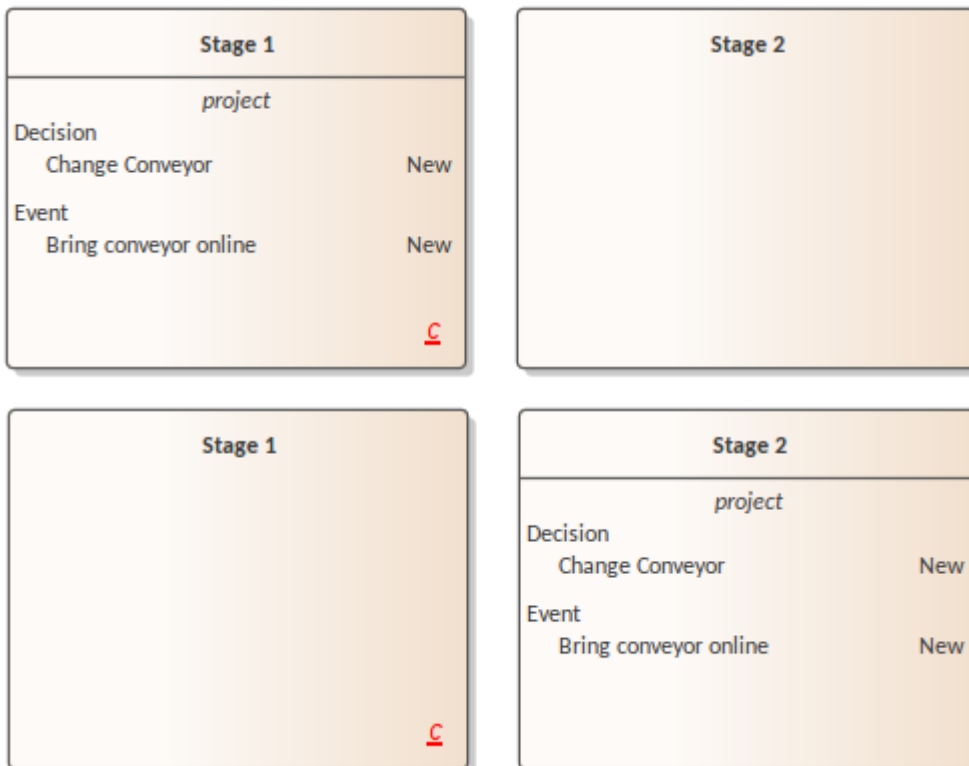 Stage 1
project
Decision
Change Conveyor New
Event
Bring conveyor online New
C
Stage 2
Stage 1
C
Stage 2
project
Decision
Change Conveyor New
Event
Bring conveyor online New